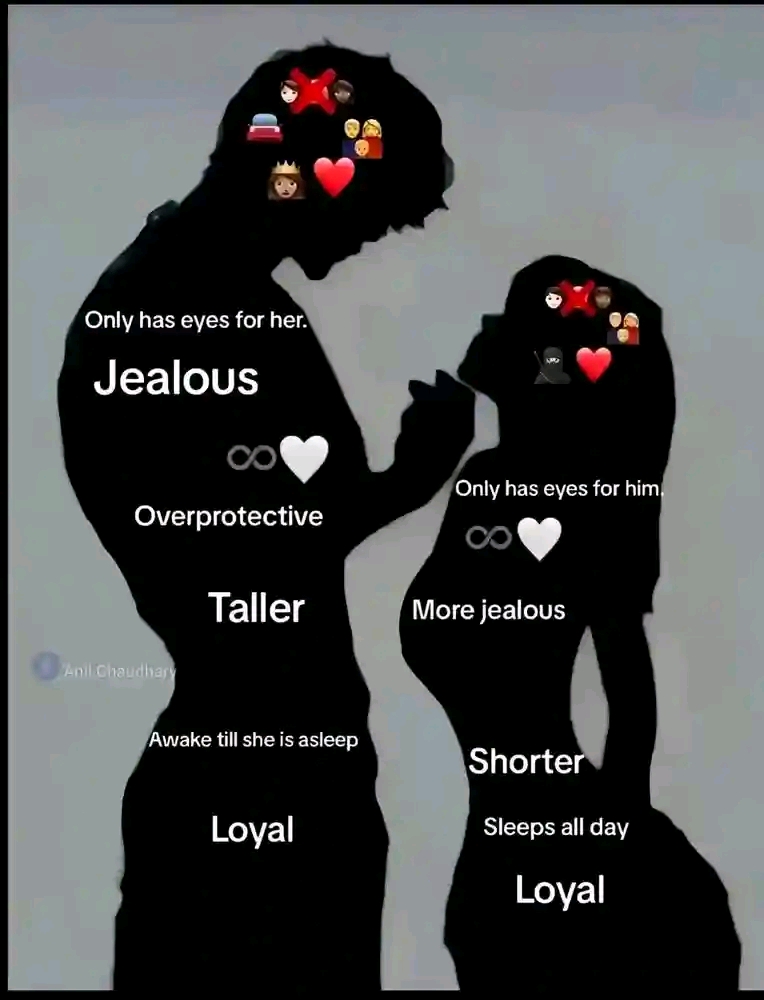 Only has eyes for her.
Jealous
Overprotective
Taller
Anil Chaudhary
Awake till she is asleep
Loyal
Only has eyes for him.
More jealous
Shorter
Sleeps all day
Loyal